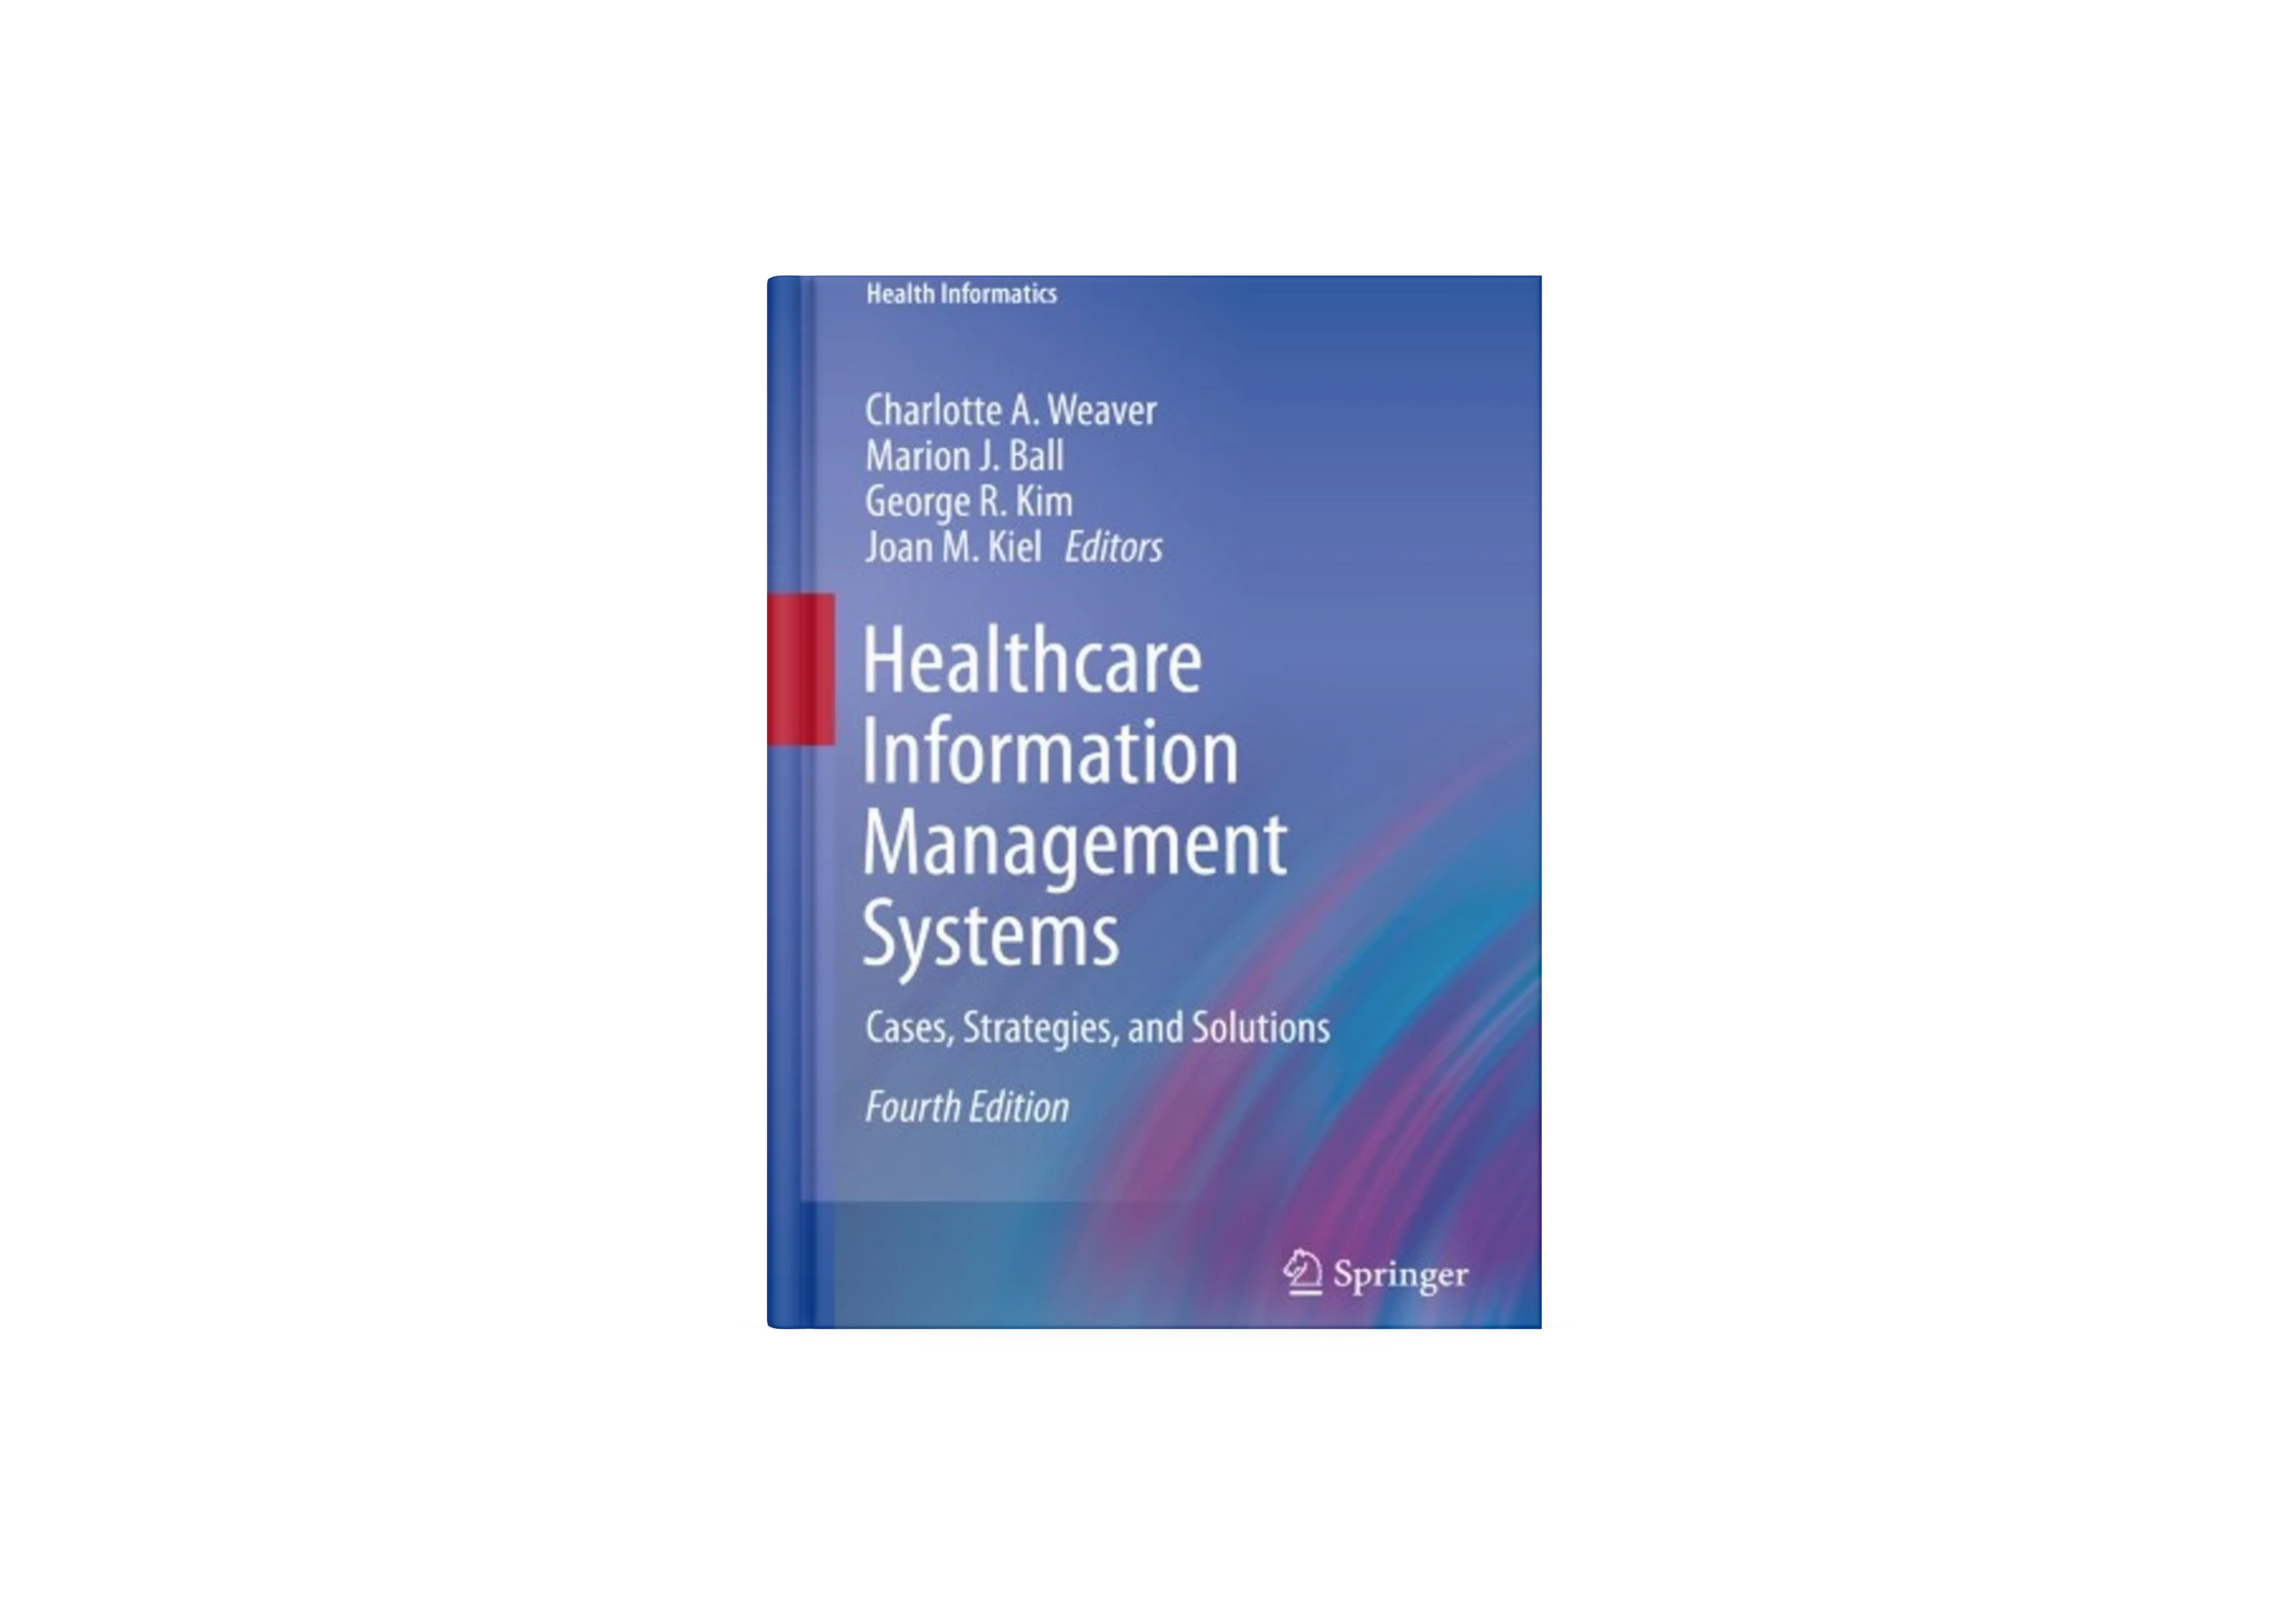 Health Informatics
Charlotte A. Weaver
Marion J. Ball
George R. Kim
Joan M. Kiel Editors
Healthcare
Information
Management
Systems
Cases, Strategies, and Solutions
Fourth Edition
Springer